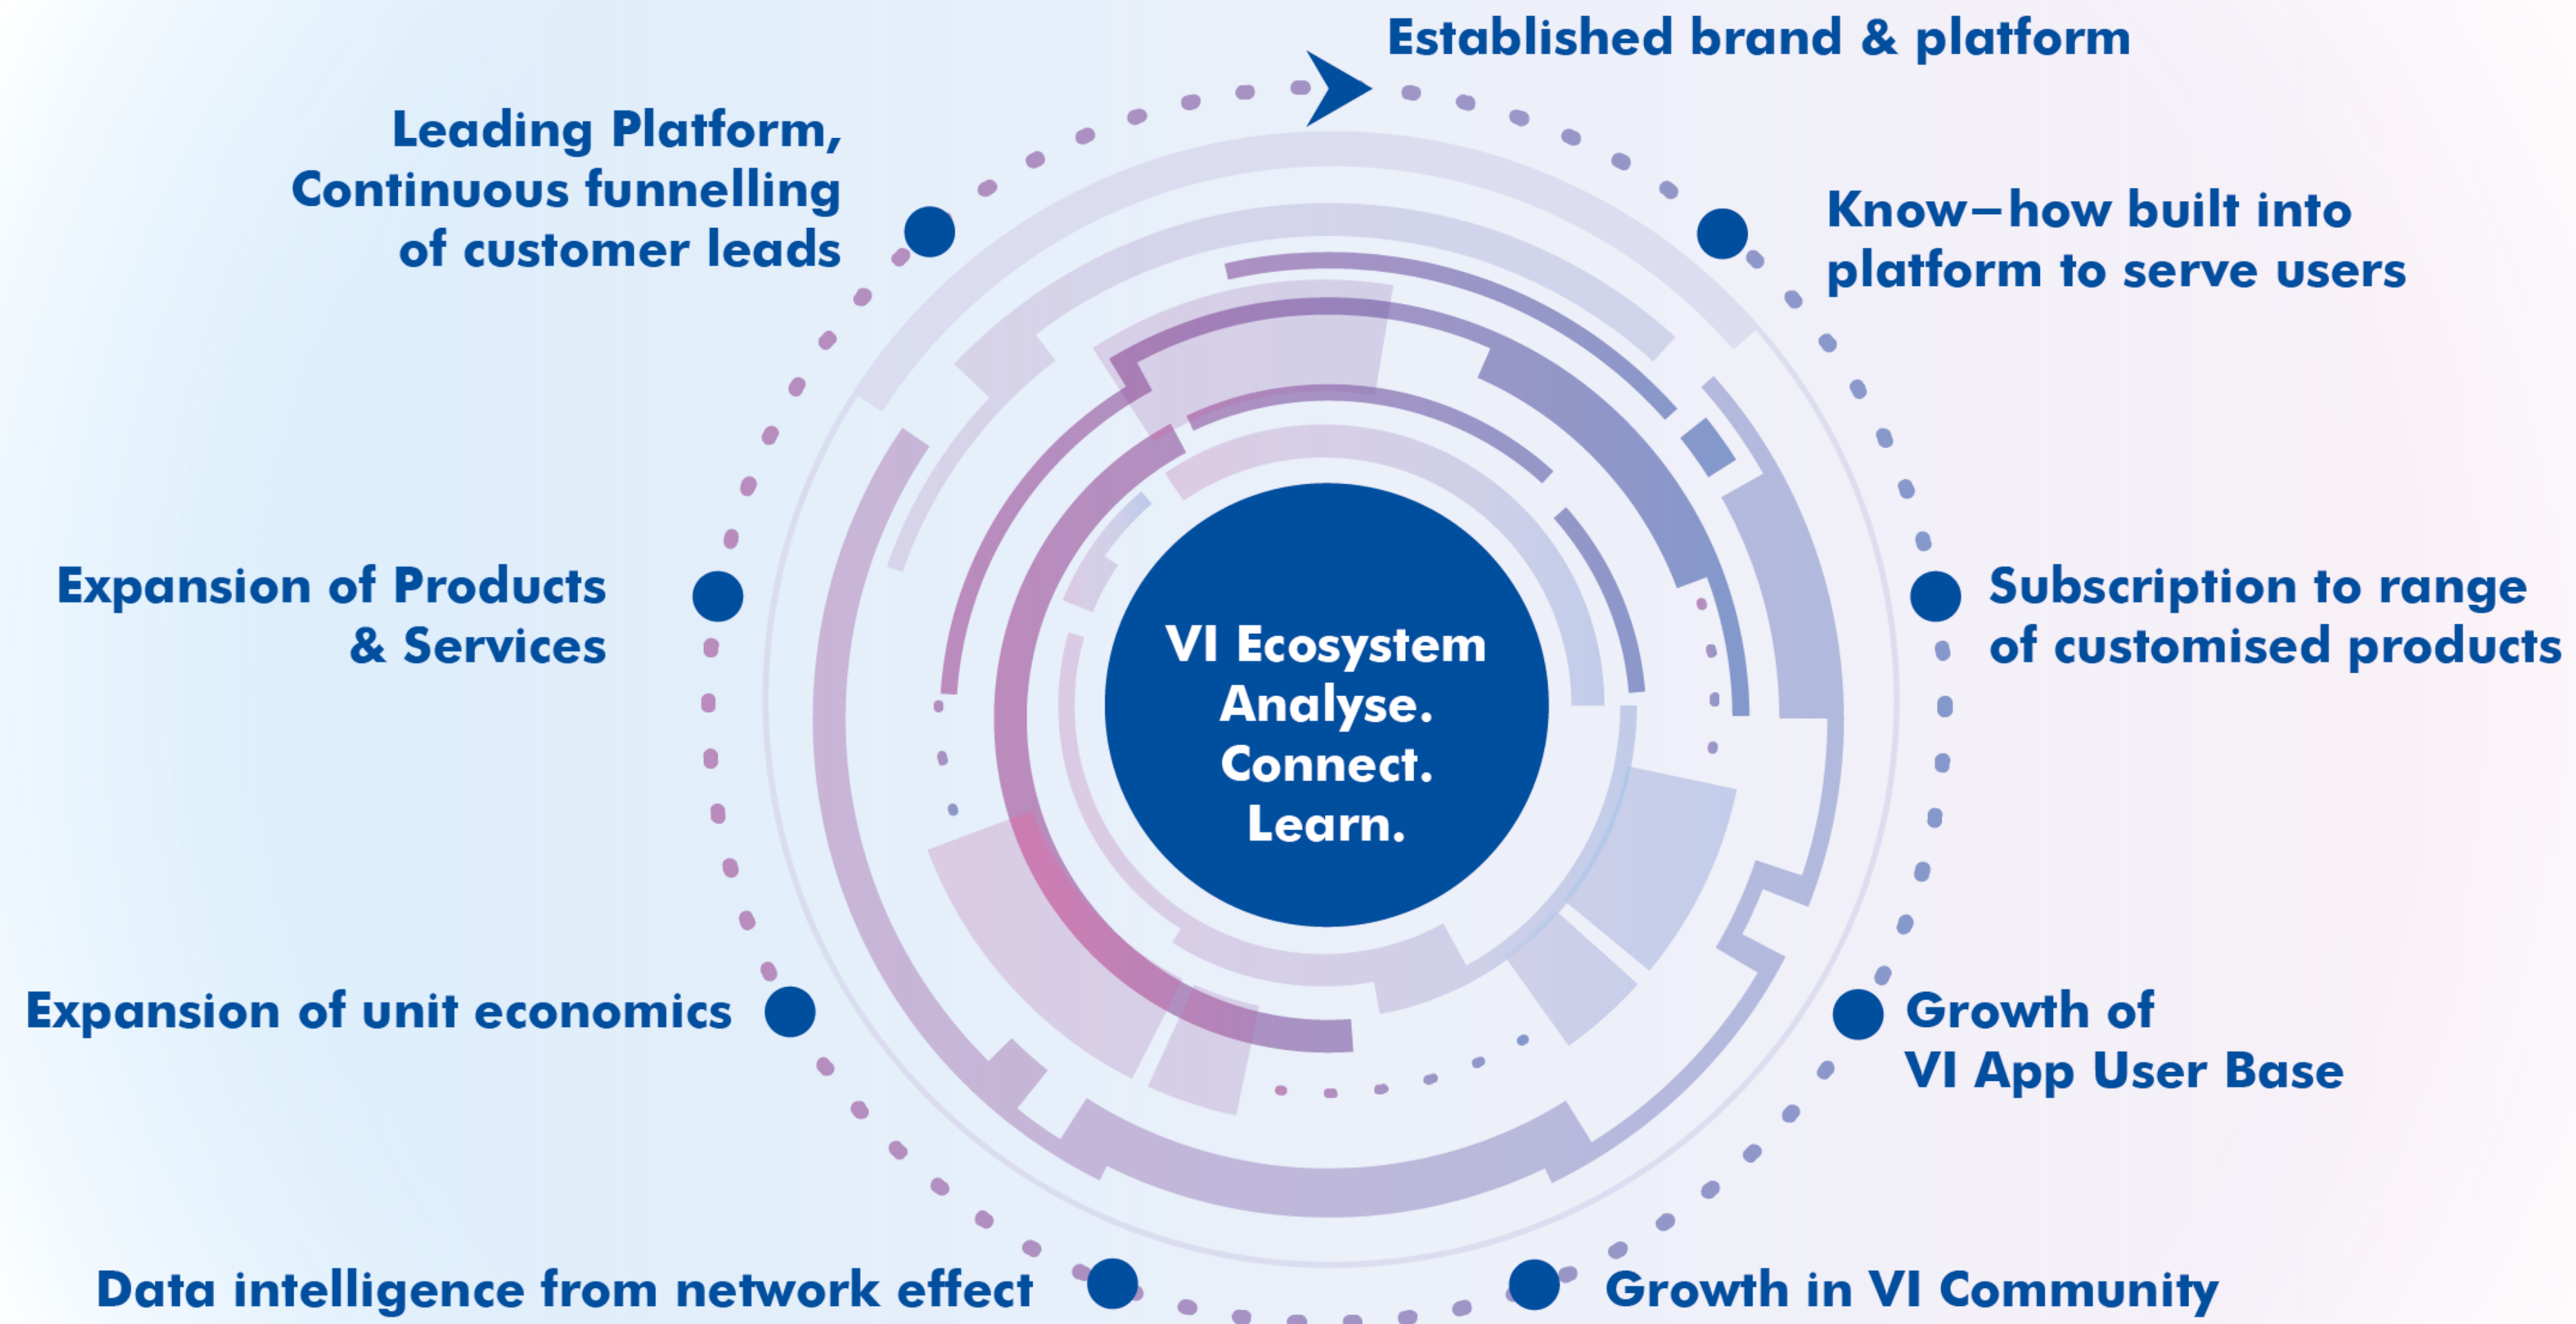 Established brand & platform
Know–how built into
platform to serve users
Subscription to range
of customised products
Growth of
VI App User Base
Growth in VI Community
Data intelligence from network effect
Expansion of unit economics
Expansion of Products
& Services
Leading Platform,
Continuous funnelling
of customer leads
VI Ecosystem
Analyse.
Connect.
Learn.